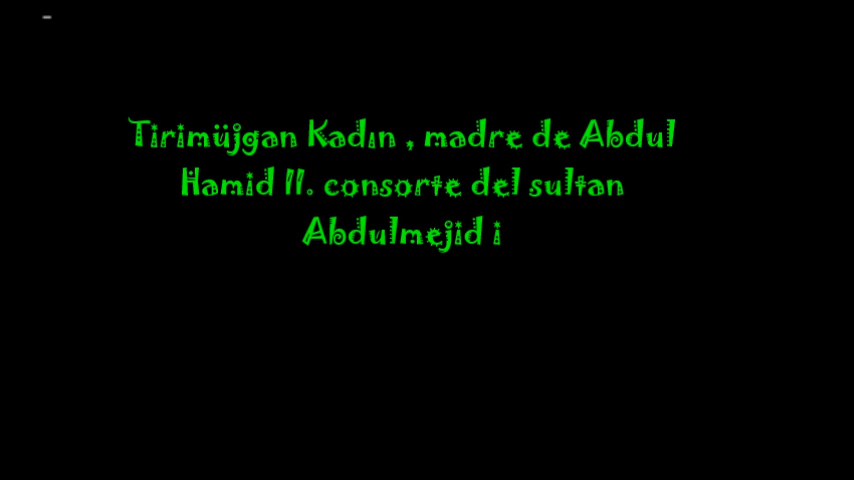 Tirimüjgan Kadın , madre de Abdul
Hamid II. consorte del sultan
Abdulmejid i